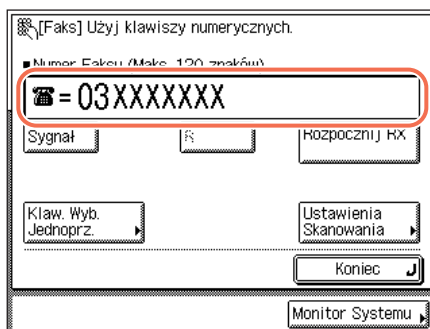 [Faks] Użyj klawiszy numerycznych.
Numer Faksu (Maks. 120 znaków)
☎=03XXXXXXX
Sygnał R Rozpocznij RX
Klaw. Wyb.
Jednoprz.
Ustawienia
Skanowania
Koniec
Monitor Systemu